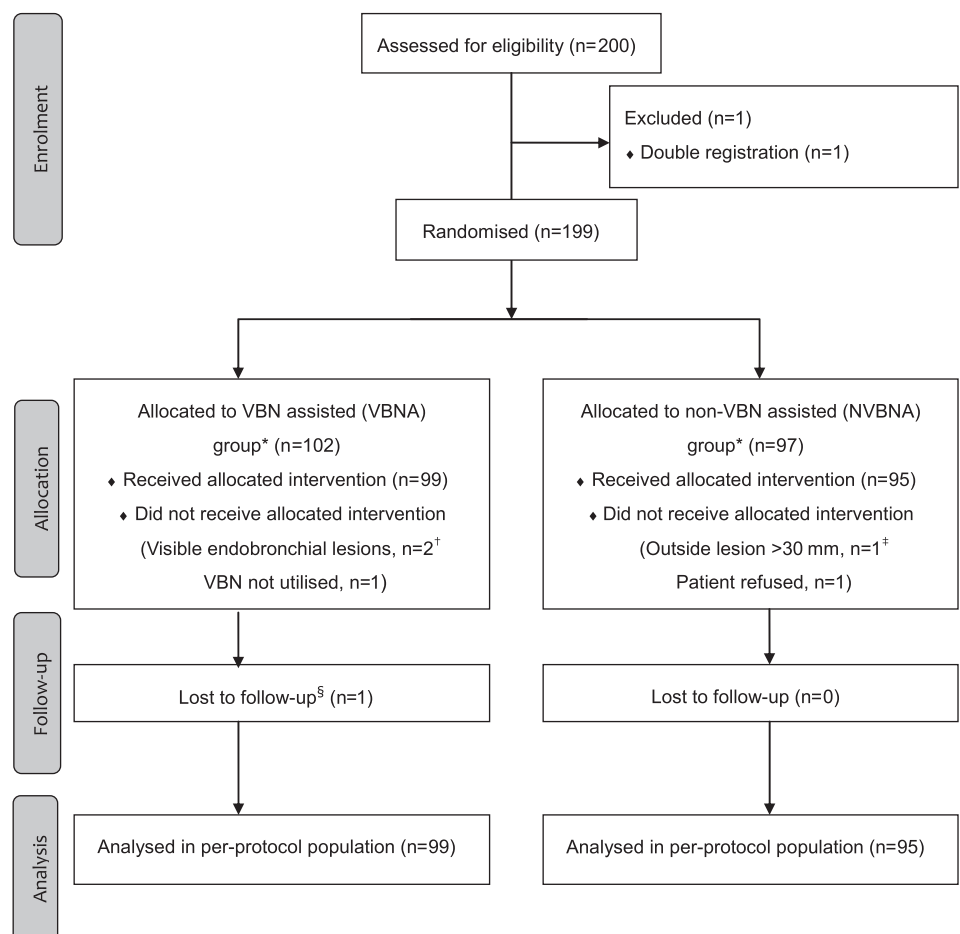 Enrolment
Assessed for eligibility (n=200)
Excluded (n=1)
♦ Double registration (n=1)
Randomised (n=199)
Allocation
Allocated to VBN assisted (VBNA)
group* (n=102)
♦ Received allocated intervention (n=99)
♦ Did not receive allocated intervention
(Visible endobronchial lesions, n=2†
VBN not utilised, n=1)
Allocated to non-VBN assisted (NVBNA)
group* (n=97)
♦ Received allocated intervention (n=95)
♦ Did not receive allocated intervention
(Outside lesion >30 mm, n=1‡
Patient refused, n=1)
Follow-up
Lost to follow-up§ (n=1)
Lost to follow-up (n=0)
Analysis
Analysed in per-protocol population (n=99)
Analysed in per-protocol population (n=95)